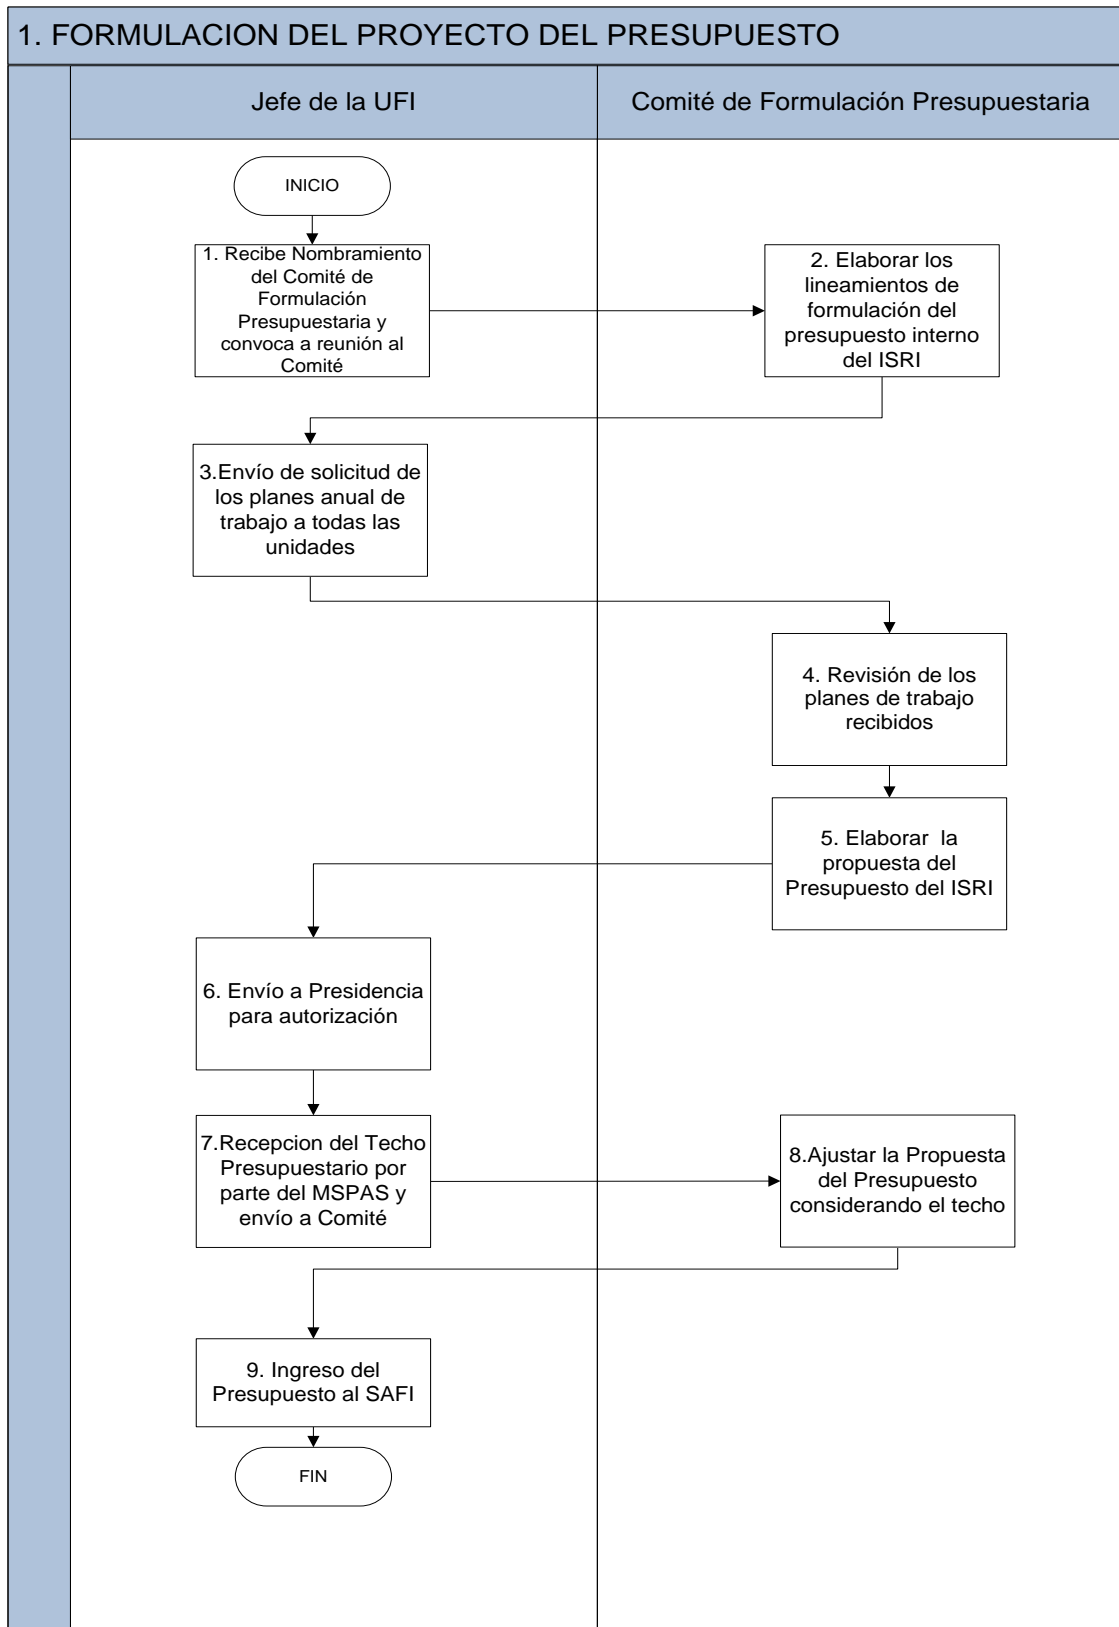 1. FORMULACION DEL PROYECTO DEL PRESUPUESTO
Jefe de la UFI
Comité de Formulación Presupuestaria
INICIO
1. Recibe Nombramiento
del Comité de
Formulación
Presupuestaria y
convoca a reunión al
Comité
2. Elaborar los
lineamientos de
formulación del
presupuesto interno
del ISRI
3.Envío de solicitud de
los planes anual de
trabajo a todas las
unidades
4. Revisión de los
planes de trabajo
recibidos
5. Elaborar  la
propuesta del
Presupuesto del ISRI
6. Envío a Presidencia
para autorización
7.Recepcion del Techo
Presupuestario por
parte del MSPAS y
envío a Comité
8.Ajustar la Propuesta
del Presupuesto
considerando el techo
9. Ingreso del
Presupuesto al SAFI
FIN